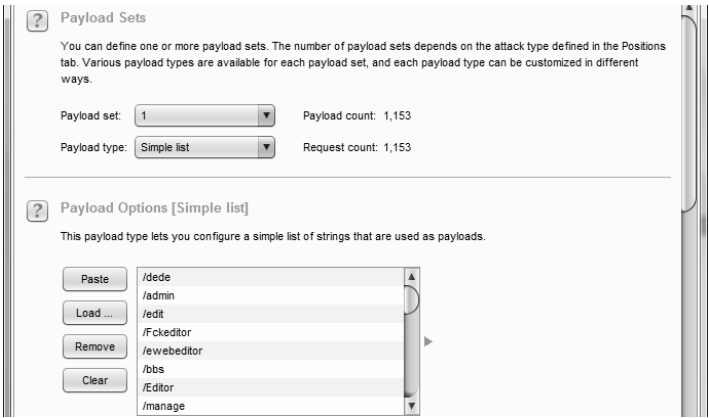 ? Payload Sets
You can define one or more payload sets. The number of payload sets depends on the attack type defined in the Positions
tab. Various payload types are available for each payload set, and each payload type can be customized in different
ways.
Payload set: 1 Payload count: 1,153
Payload type: Simple list Request count: 1,153
? Payload Options [Simple list]
This payload type lets you configure a simple list of strings that are used as payloads.
Paste
Load ...
Remove
Clear
/dede
/admin
/edit
/Fckeditor
/ewebeditor
/bbs
/Editor
/manage